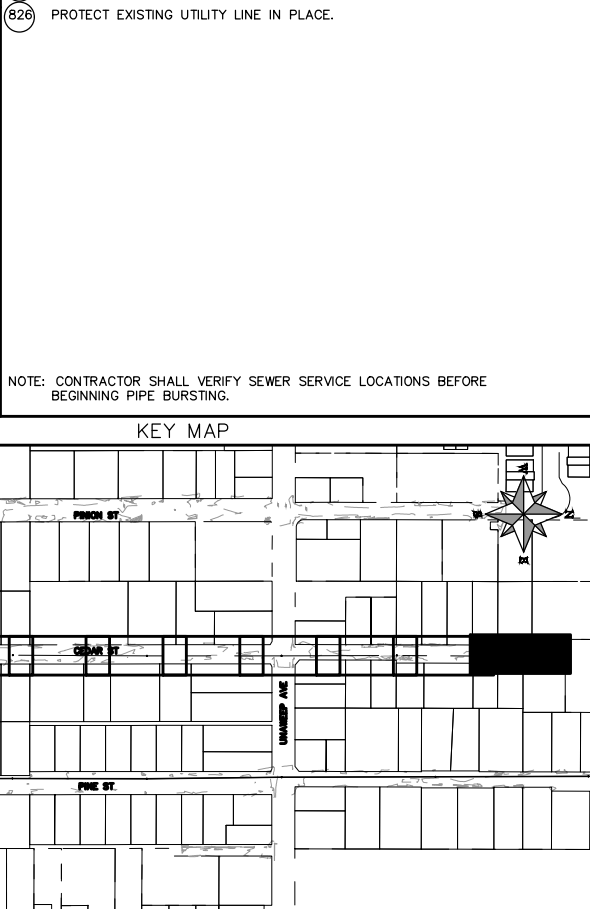 826 PROTECT EXISTING UTILITY LINE IN PLACE.
NOTE: CONTRACTOR SHALL VERIFY SEWER SERVICE LOCATIONS BEFORE
BEGINNING PIPE BURSTING.
KEY MAP
W
PINION ST
S
N
E
CEDAR ST
UNAWEEP AVE
PINE ST.